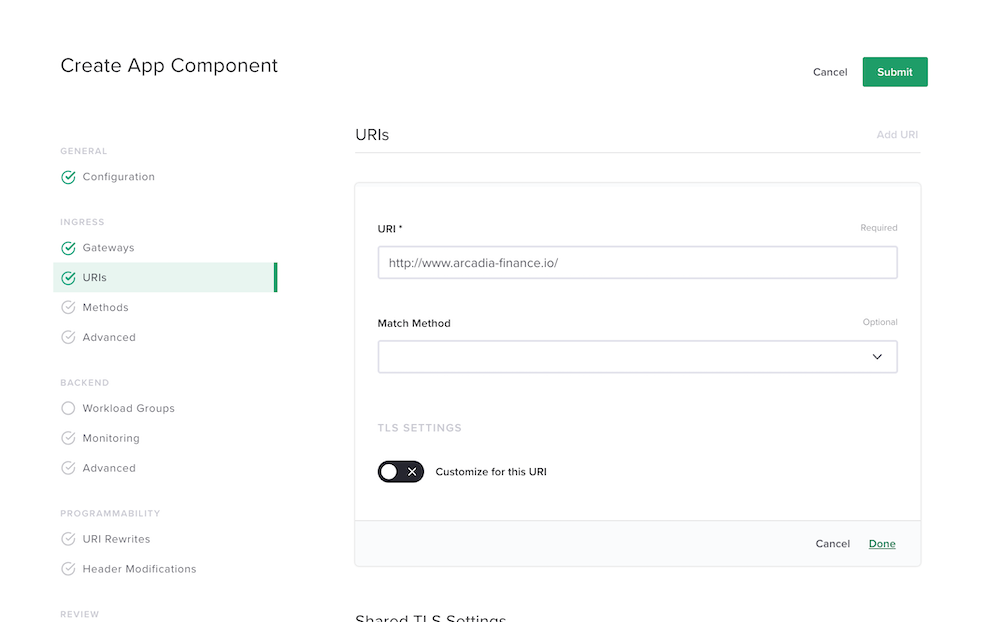 Create App Component
Cancel
Submit
GENERAL
Configuration
INGRESS
Gateways
URIs
Methods
Advanced
BACKEND
Workload Groups
Monitoring
Advanced
PROGRAMMABILITY
URI Rewrites
Header Modifications
REVIEW
URIs
Add URI
URI *
Required
http://www.arcadia-finance.io/
Match Method
Optional
TLS SETTINGS
Customize for this URI
Cancel
Done
Shared TLS Settings